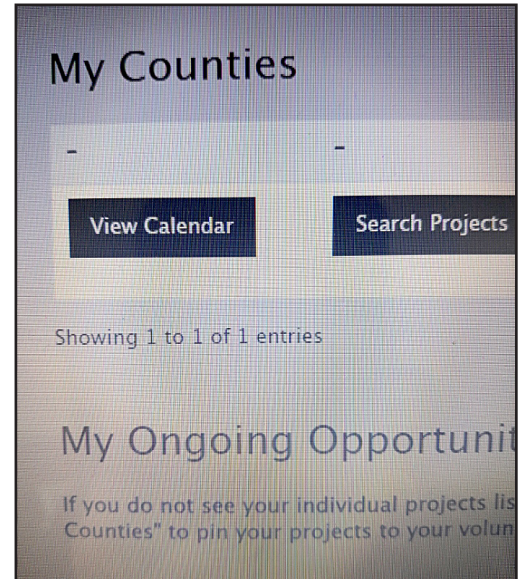 My Counties
- -
View Calendar Search Projects
Showing 1 to 1 of 1 entries
My Ongoing Opportunit
If you do not see your individual projects lis
Counties" to pin your projects to your volun